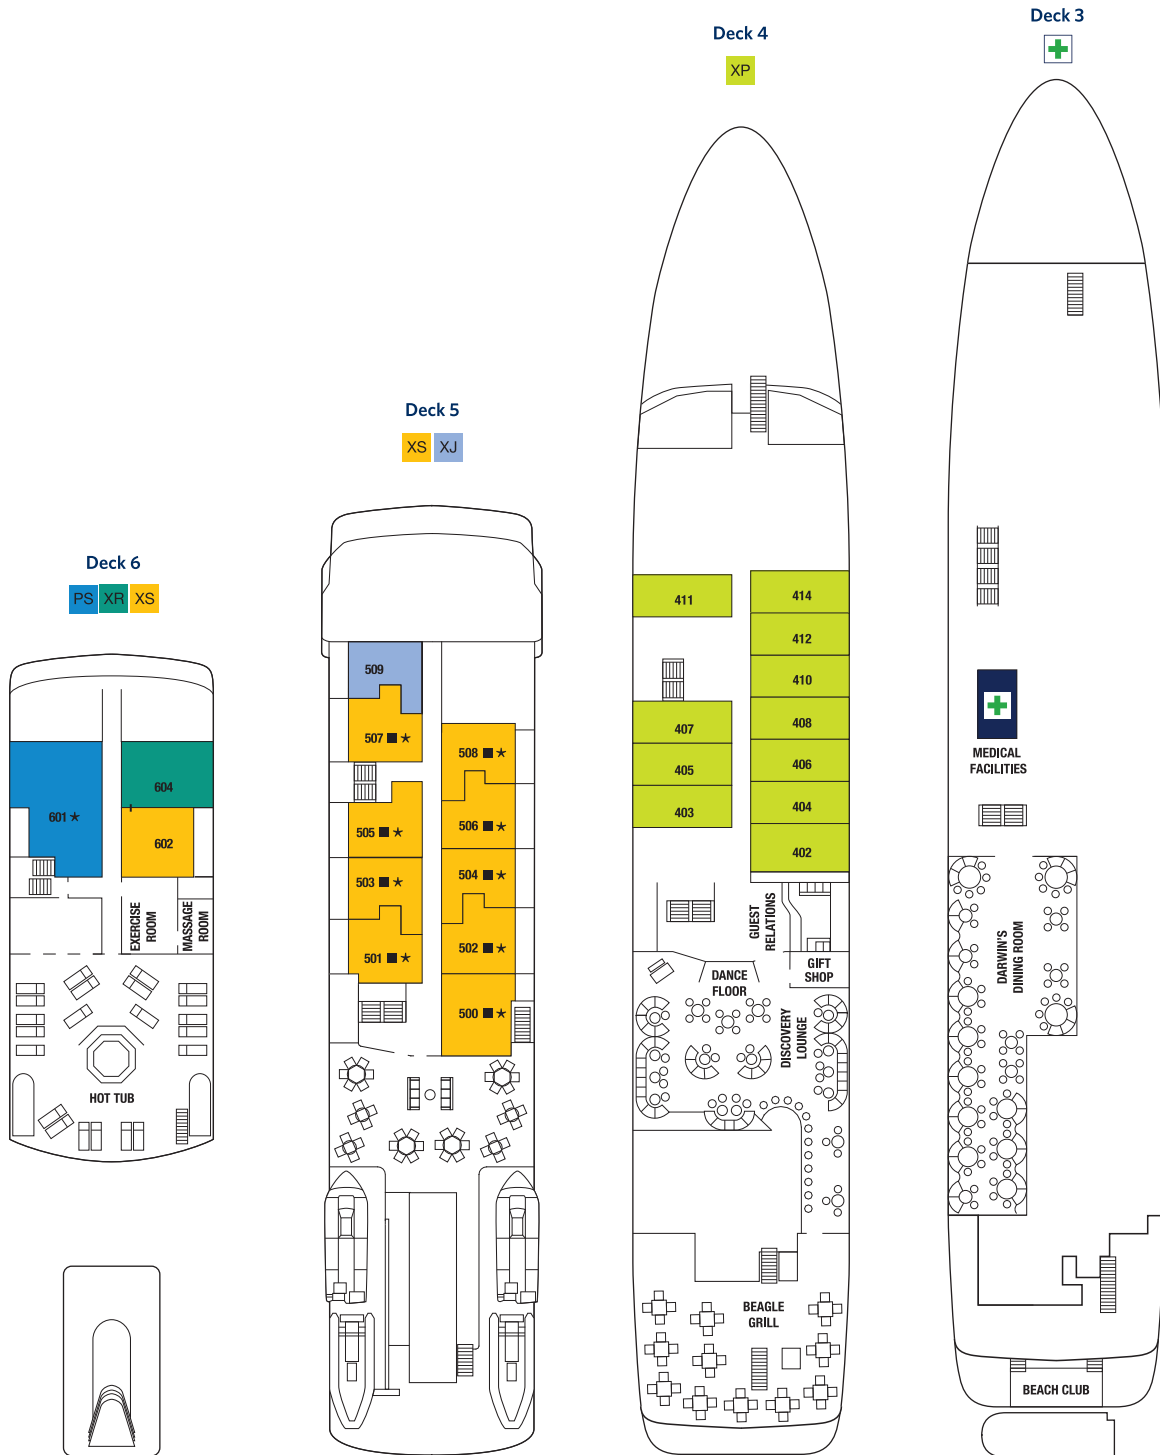 Deck 6
PS XR XS
601 ★
604
602
EXERCISE
ROOM
MASSAGE
ROOM
HOT TUB
Deck 5
XS XJ
509
507 ■ ★
508 ■ ★
505 ■ ★
506 ■ ★
503 ■ ★
504 ■ ★
501 ■ ★
502 ■ ★
500 ■ ★
Deck 4
XP
411
414
412
410
407
408
405
406
403
404
402
GUEST
RELATIONS
GIFT
SHOP
DANCE
FLOOR
DISCOVERY
LOUNGE
BEAGLE
GRILL
Deck 3
MEDICAL
FACILITIES
DARWIN'S
DINING ROOM
BEACH CLUB